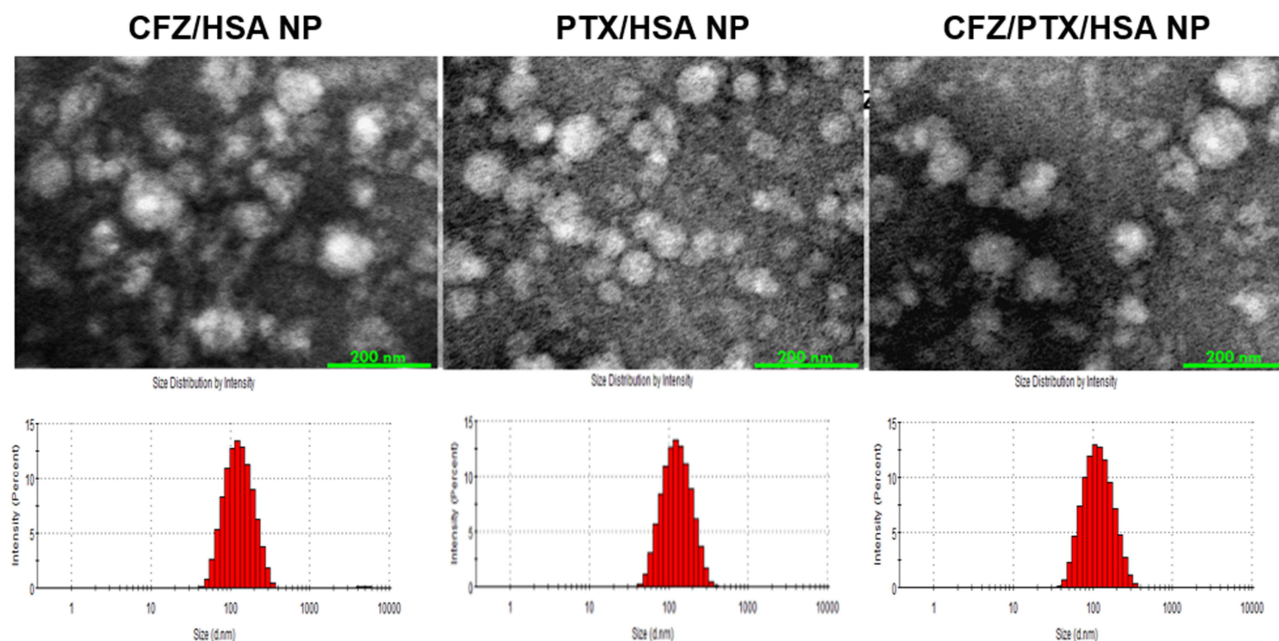 CFZ/HSA NP
PTX/HSA NP
CFZ/PTX/HSA NP
200 nm
200 nm
200 nm
Size Distribution by Intensity
Size Distribution by Intensity
Size Distribution by Intensity
Intensity (Percent)
15
10
5
0
1 10 100 1000 10000
Size (d.nm)
Intensity (Percent)
15
10
5
0
1 10 100 1000 10000
Size (d.nm)
Intensity (Percent)
15
10
5
0
1 10 100 1000 10000
Size (d.nm)